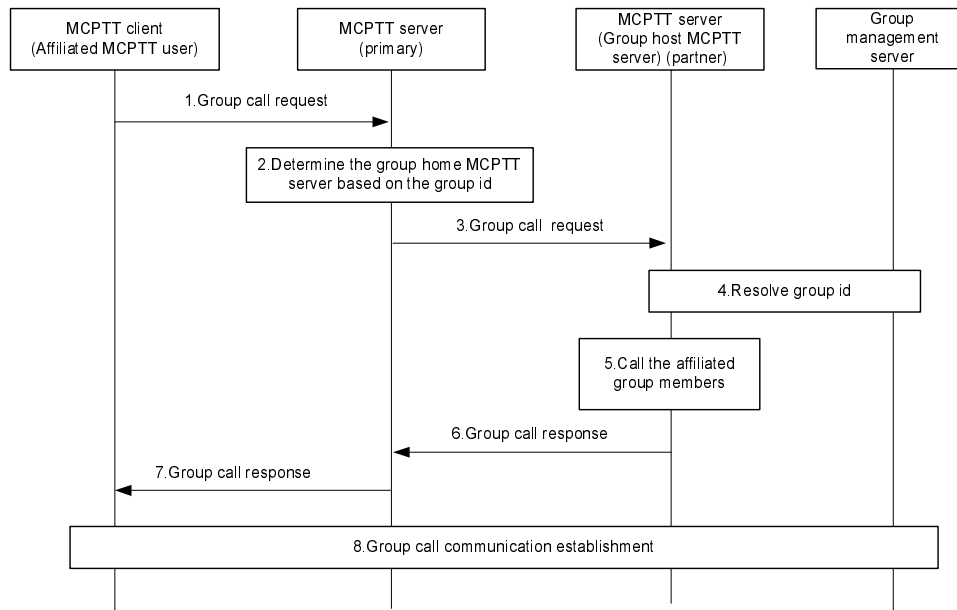 MCPTT client
(Affiliated MCPTT user)
MCPTT server
(primary)
MCPTT server
(Group host MCPTT
server) (partner)
Group
management
server
1.Group call request
2.Determine the group home MCPTT
server based on the group id
3.Group call request
4.Resolve group id
5.Call the affiliated
group members
6.Group call response
7.Group call response
8.Group call communication establishment